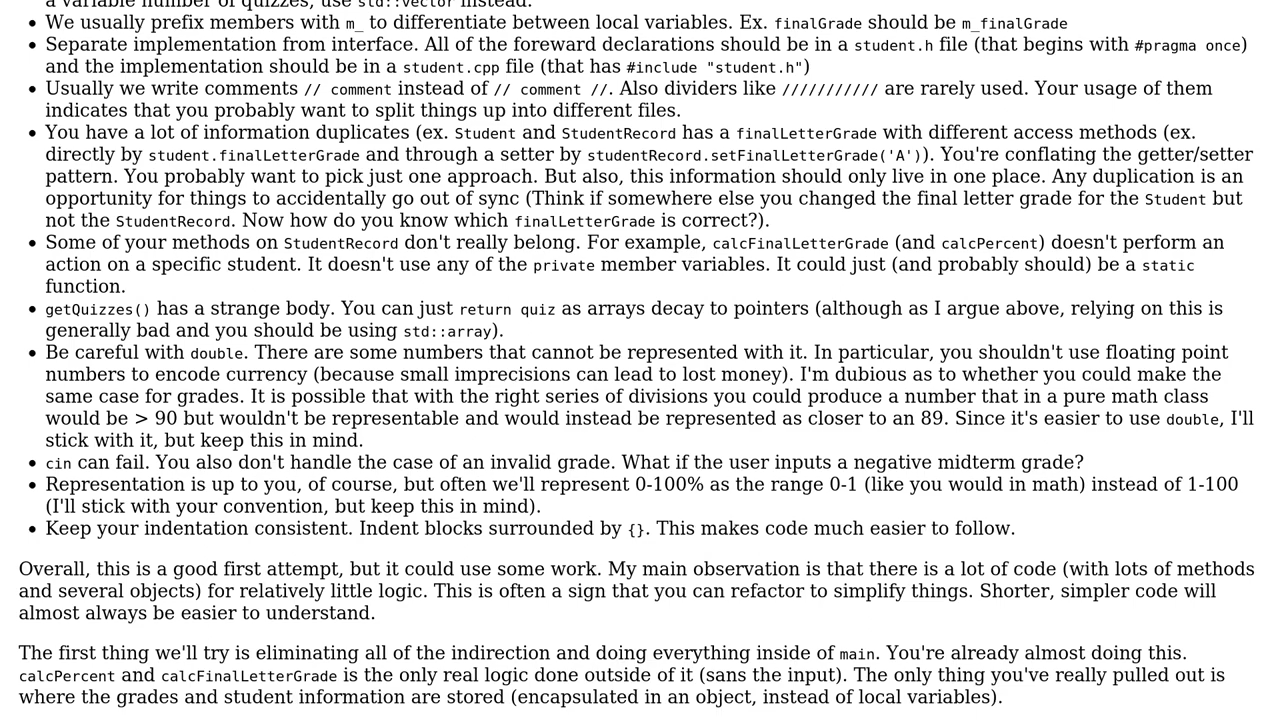 a variable number of quizzes, use std::vector instead.
• We usually prefix members with m_ to differentiate between local variables. Ex. finalGrade should be m_finalGrade
• Separate implementation from interface. All of the foreward declarations should be in a student.h file (that begins with #pragma once)
and the implementation should be in a student.cpp file (that has #include "student.h")
• Usually we write comments // comment instead of // comment //. Also dividers like /////////// are rarely used. Your usage of them
indicates that you probably want to split things up into different files.
• You have a lot of information duplicates (ex. Student and StudentRecord has a finalLetterGrade with different access methods (ex.
directly by student.finalLetterGrade and through a setter by studentRecord.setFinalLetterGrade('A')). You're conflating the getter/setter
pattern. You probably want to pick just one approach. But also, this information should only live in one place. Any duplication is an
opportunity for things to accidentally go out of sync (Think if somewhere else you changed the final letter grade for the Student but
not the StudentRecord. Now how do you know which finalLetterGrade is correct?).
• Some of your methods on StudentRecord don't really belong. For example, calcFinalLetterGrade (and calcPercent) doesn't perform an
action on a specific student. It doesn't use any of the private member variables. It could just (and probably should) be a static
function.
• getQuizzes() has a strange body. You can just return quiz as arrays decay to pointers (although as I argue above, relying on this is
generally bad and you should be using std::array).
• Be careful with double. There are some numbers that cannot be represented with it. In particular, you shouldn't use floating point
numbers to encode currency (because small imprecisions can lead to lost money). I'm dubious as to whether you could make the
same case for grades. It is possible that with the right series of divisions you could produce a number that in a pure math class
would be > 90 but wouldn't be representable and would instead be represented as closer to an 89. Since it's easier to use double, I'll
stick with it, but keep this in mind.
• cin can fail. You also don't handle the case of an invalid grade. What if the user inputs a negative midterm grade?
• Representation is up to you, of course, but often we'll represent 0-100% as the range 0-1 (like you would in math) instead of 1-100
(I'll stick with your convention, but keep this in mind).
• Keep your indentation consistent. Indent blocks surrounded by {}. This makes code much easier to follow.
Overall, this is a good first attempt, but it could use some work. My main observation is that there is a lot of code (with lots of methods
and several objects) for relatively little logic. This is often a sign that you can refactor to simplify things. Shorter, simpler code will
almost always be easier to understand.
The first thing we'll try is eliminating all of the indirection and doing everything inside of main. You're already almost doing this.
calcPercent and calcFinalLetterGrade is the only real logic done outside of it (sans the input). The only thing you've really pulled out is
where the grades and student information are stored (encapsulated in an object, instead of local variables).